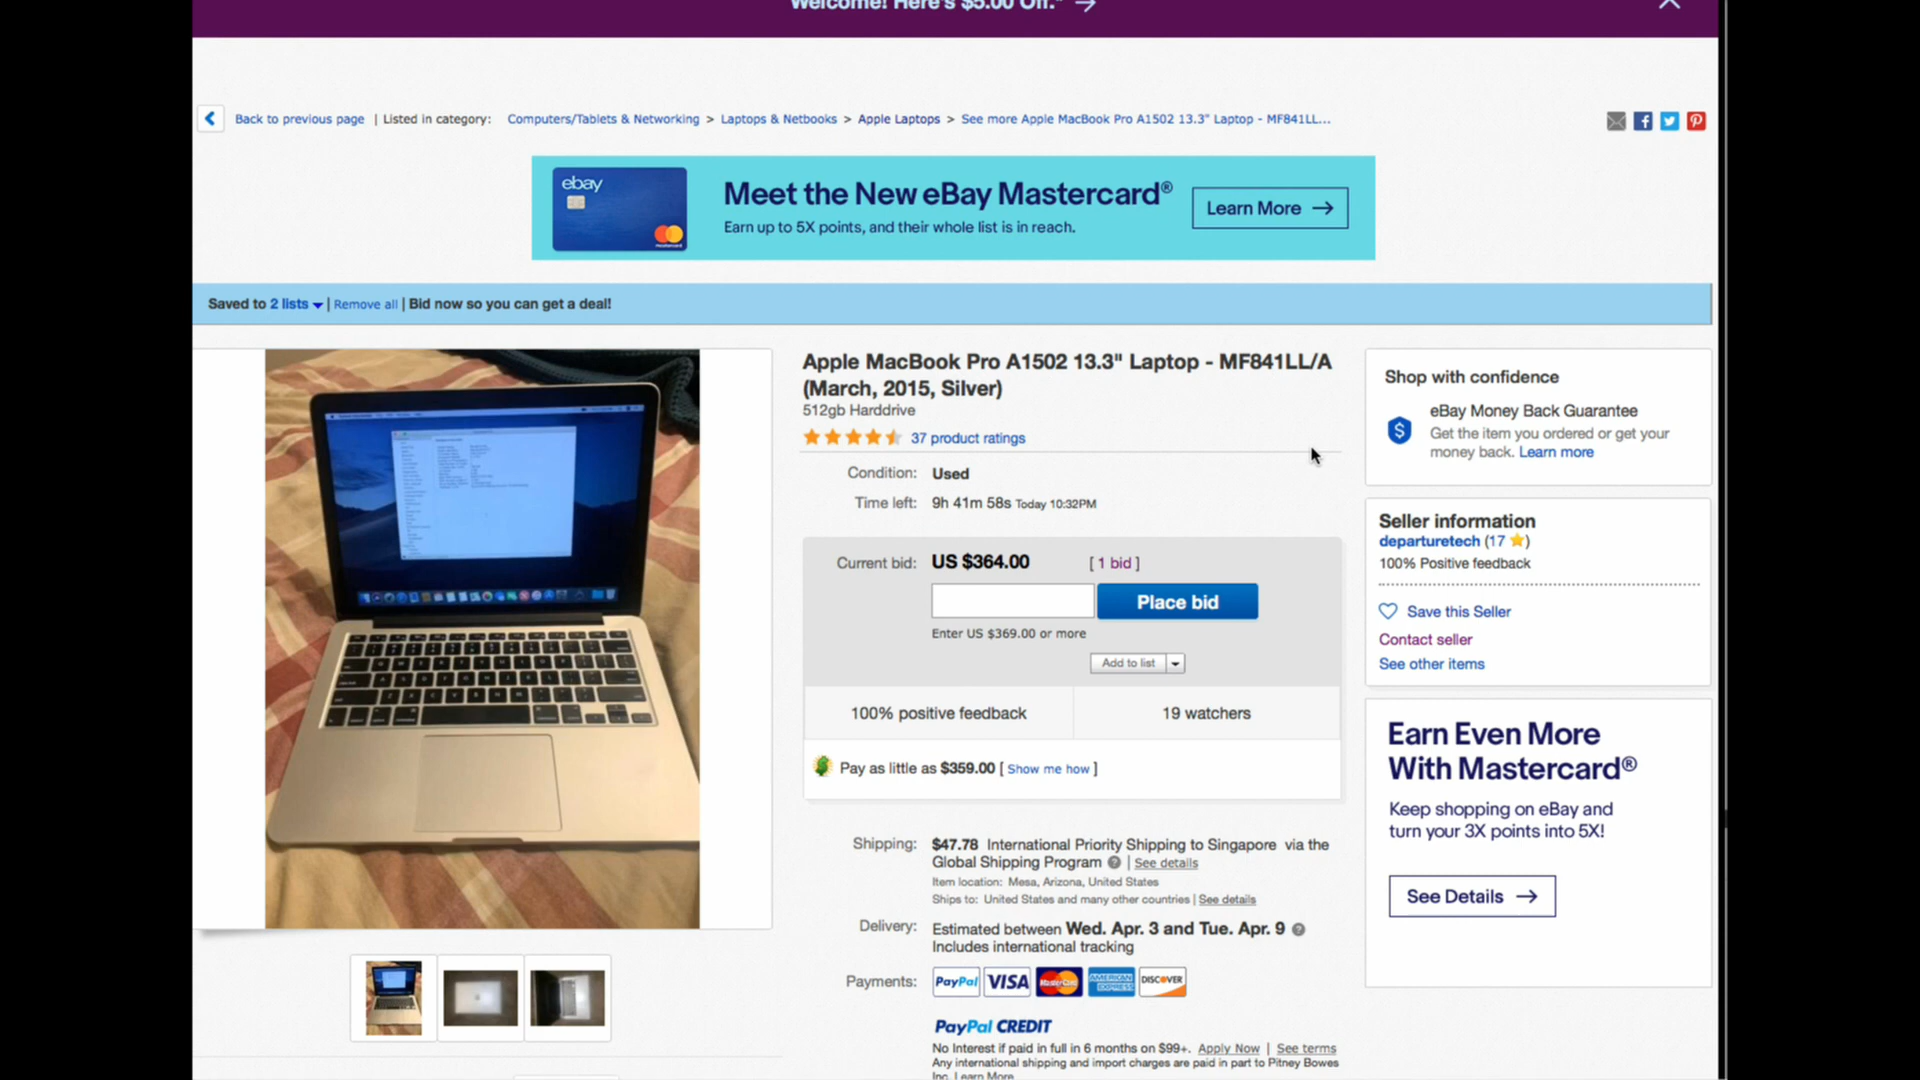 Welcome! Here's $5.00 Off.*
Back to previous page | Listed in category: Computers/Tablets & Networking > Laptops & Netbooks > Apple Laptops > See more Apple MacBook Pro A1502 13.3" Laptop - MF841LL...
ebay
Meet the New eBay Mastercard®
Earn up to 5X points, and their whole list is in reach.
Learn More
Saved to 2 lists | Remove all | Bid now so you can get a deal!
Apple MacBook Pro A1502 13.3" Laptop - MF841LL/A
(March, 2015, Silver)
512gb Harddrive
37 product ratings
Condition: Used
Time left: 9h 41m 58s Today 10:32PM
Current bid: US $364.00 [ 1 bid ]
Place bid
Enter US $369.00 or more
Add to list
100% positive feedback 19 watchers
Pay as little as $359.00 [ Show me how ]
Shipping: $47.78 International Priority Shipping to Singapore via the
Global Shipping Program | See details
Item location: Mesa, Arizona, United States
Ships to: United States and many other countries | See details
Delivery: Estimated between Wed. Apr. 3 and Tue. Apr. 9
Includes international tracking
Payments: PayPal VISA MasterCard AMERICAN EXPRESS DISCOVER
PayPal CREDIT
No Interest if paid in full in 6 months on $99+. Apply Now | See terms
Any international shipping and import charges are paid in part to Pitney Bowes
Inc. Learn More
Shop with confidence
eBay Money Back Guarantee
Get the item you ordered or get your
money back. Learn more
Seller information
departuretech (17)
100% Positive feedback
Save this Seller
Contact seller
See other items
Earn Even More
With Mastercard®
Keep shopping on eBay and
turn your 3X points into 5X!
See Details